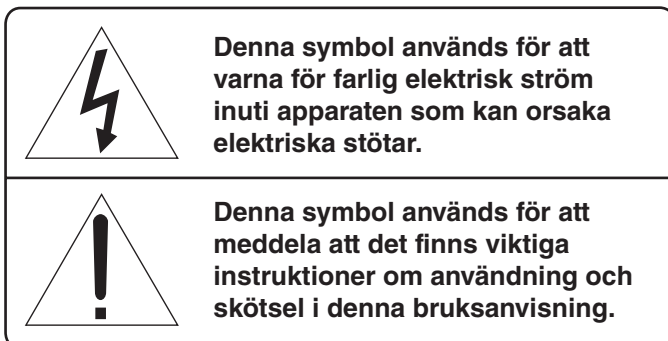 Denna symbol används för att
varna för farlig elektrisk ström
inuti apparaten som kan orsaka
elektriska stötar.
Denna symbol används för att
meddela att det finns viktiga
instruktioner om användning och
skötsel i denna bruksanvisning.